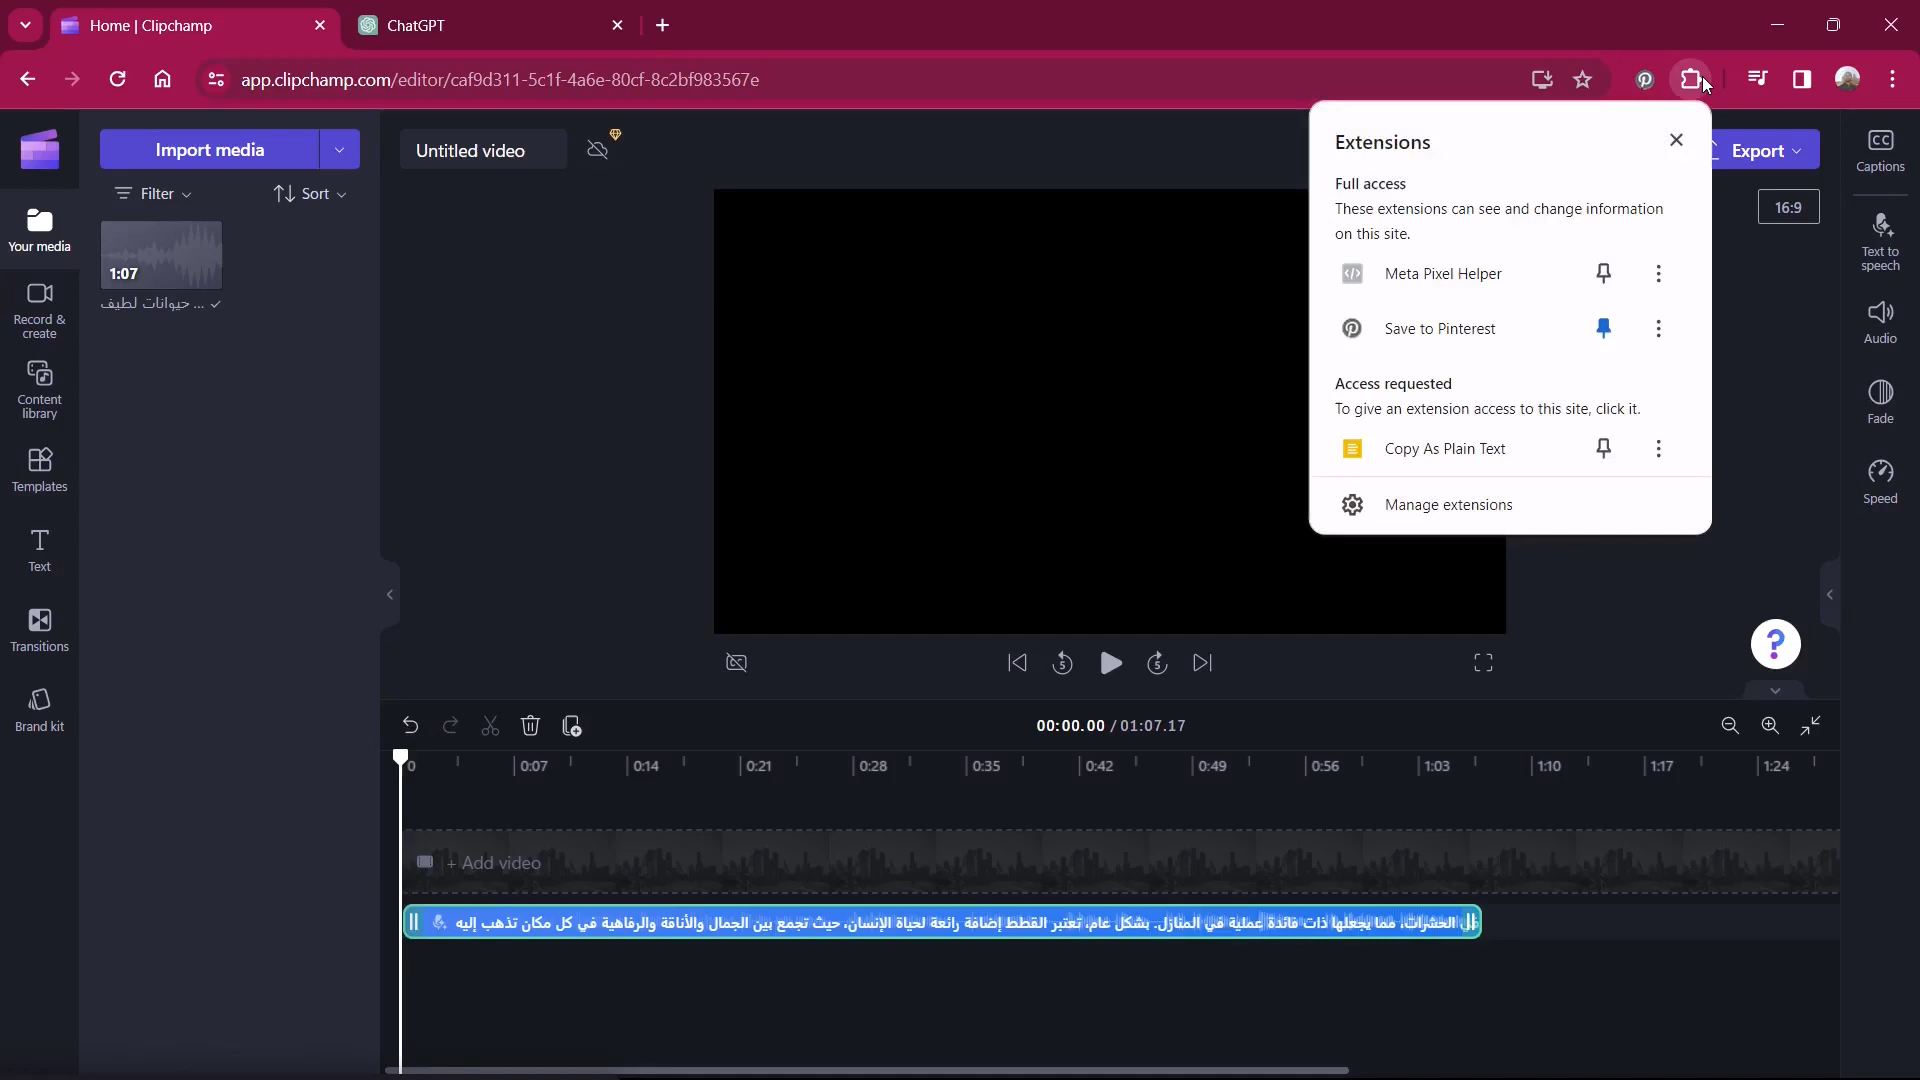 Home | Clipchamp
ChatGPT
app.clipchamp.com/editor/caf9d311-5c1f-4a6e-80cf-8c2bf983567e
Import media
Filter
Sort
Your media
1:07
حيوانات لطيف ...
Record &
create
Content
library
Templates
Text
Transitions
Brand kit
Untitled video
Extensions
Full access
These extensions can see and change information
on this site.
Meta Pixel Helper
Save to Pinterest
Access requested
To give an extension access to this site, click it.
Copy As Plain Text
Manage extensions
Export
16:9
CC
Captions
Text to
speech
Audio
Fade
Speed
CC
5
5
?
00:00.00 / 01:07.17
0
0:07
0:14
0:21
0:28
0:35
0:42
0:49
0:56
1:03
1:10
1:17
1:24
+ Add video
الحشرات، مما يجعلها ذات فائدة عملية في المنازل. بشكل عام، تعتبر القطط إضافة رائعة لحياة الإنسان، حيث تجمع بين الجمال والأناقة والرفاهية في كل مكان تذهب إليه